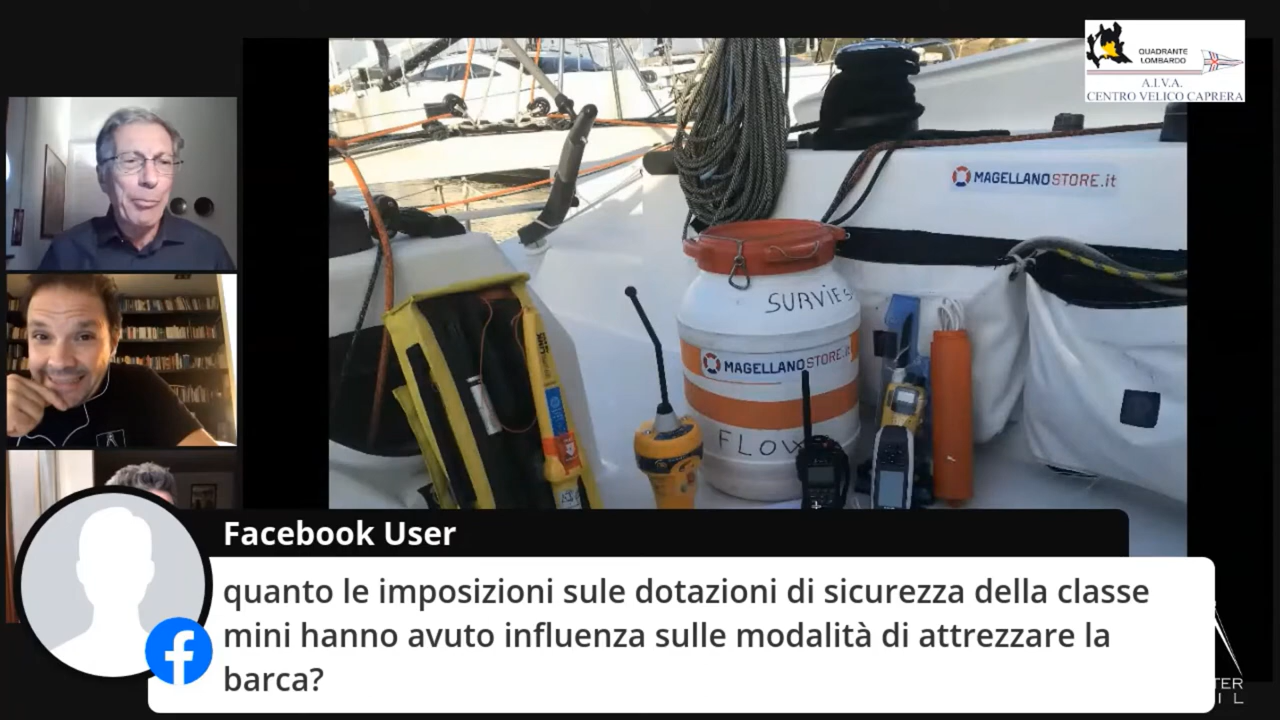 QUADRANTE
LOMBARDO
A.I.V.A.
CENTRO VELICO CAPRERA
MAGELLANOSTORE.it
SURVIES
MAGELLANOSTORE.it
Facebook User
quanto le imposizioni sule dotazioni di sicurezza della classe
mini hanno avuto influenza sulle modalità di attrezzare la
barca?